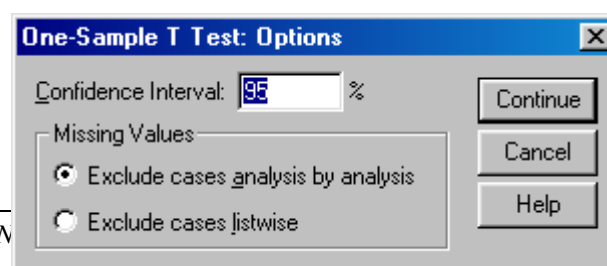 One-Sample T Test: Options
Confidence Interval: 95 %
Continue
Missing Values
Cancel
Exclude cases analysis by analysis
Help
Exclude cases listwise
N